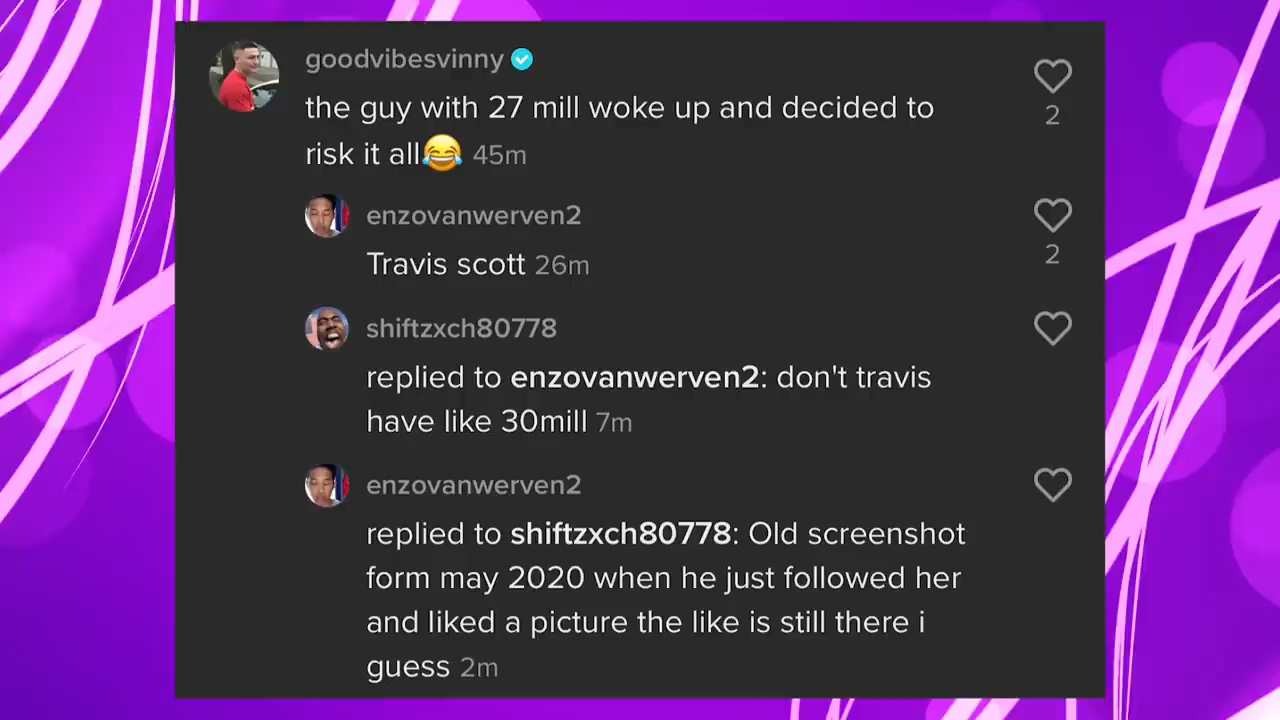 goodvibesvinny
the guy with 27 mill woke up and decided to
risk it all😂 45m
2
enzovanwerven2
Travis scott 26m
2
shiftzxch80778
replied to enzovanwerven2: don't travis
have like 30mill 7m
enzovanwerven2
replied to shiftzxch80778: Old screenshot
form may 2020 when he just followed her
and liked a picture the like is still there i
guess 2m